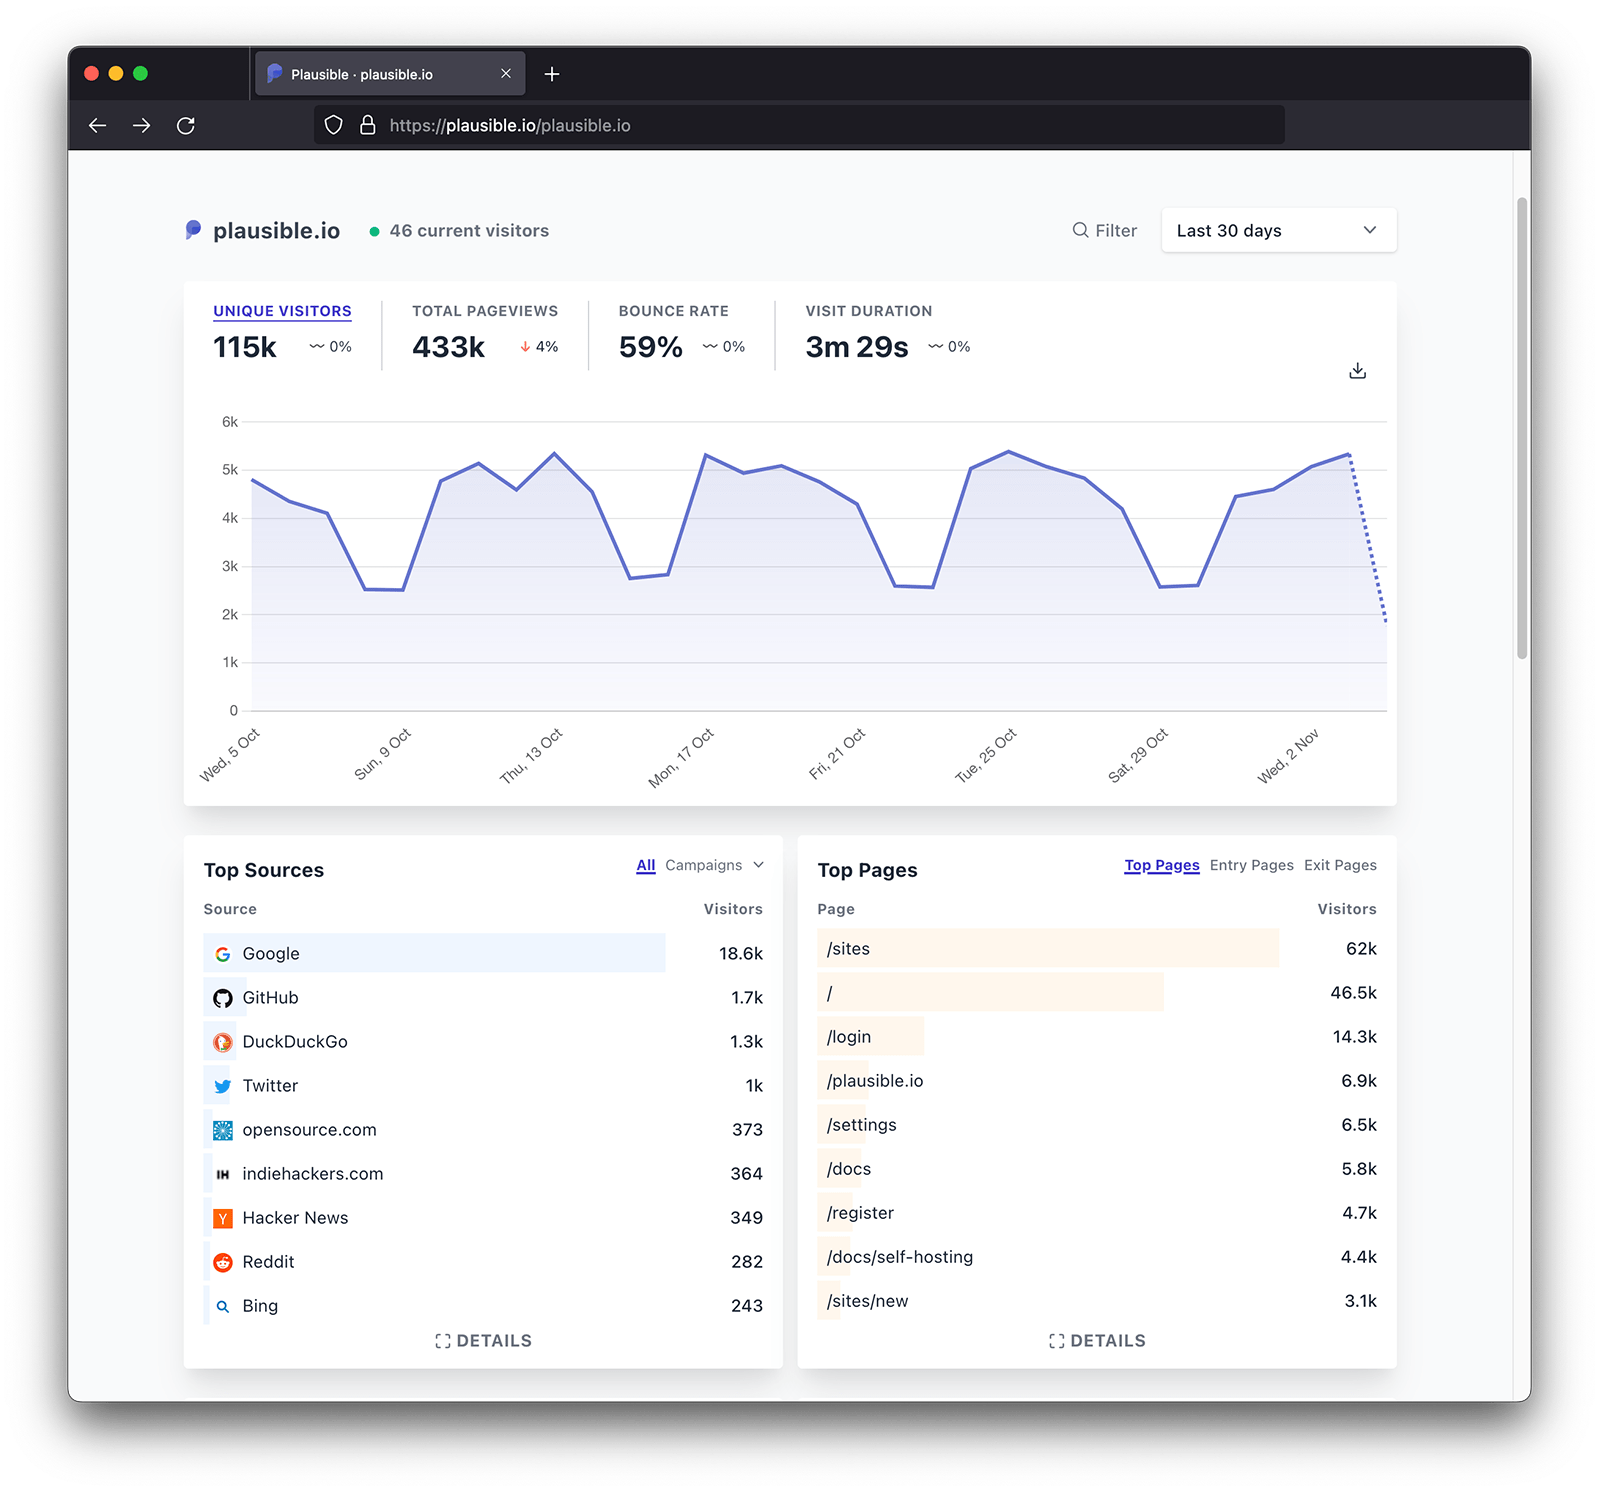 Plausible · plausible.io
https://plausible.io/plausible.io
plausible.io
46 current visitors
Filter
Last 30 days
UNIQUE VISITORS
115k 0%
TOTAL PAGEVIEWS
433k 4%
BOUNCE RATE
59% 0%
VISIT DURATION
3m 29s 0%
6k
5k
4k
3k
2k
1k
0
Wed, 5 Oct
Sun, 9 Oct
Thu, 13 Oct
Mon, 17 Oct
Fri, 21 Oct
Tue, 25 Oct
Sat, 29 Oct
Wed, 2 Nov
Top Sources
All Campaigns
Source Visitors
Google 18.6k
GitHub 1.7k
DuckDuckGo 1.3k
Twitter 1k
opensource.com 373
IH indiehackers.com 364
Y Hacker News 349
Reddit 282
Bing 243
DETAILS
Top Pages
Top Pages Entry Pages Exit Pages
Page Visitors
/sites 62k
/ 46.5k
/login 14.3k
/plausible.io 6.9k
/settings 6.5k
/docs 5.8k
/register 4.7k
/docs/self-hosting 4.4k
/sites/new 3.1k
DETAILS